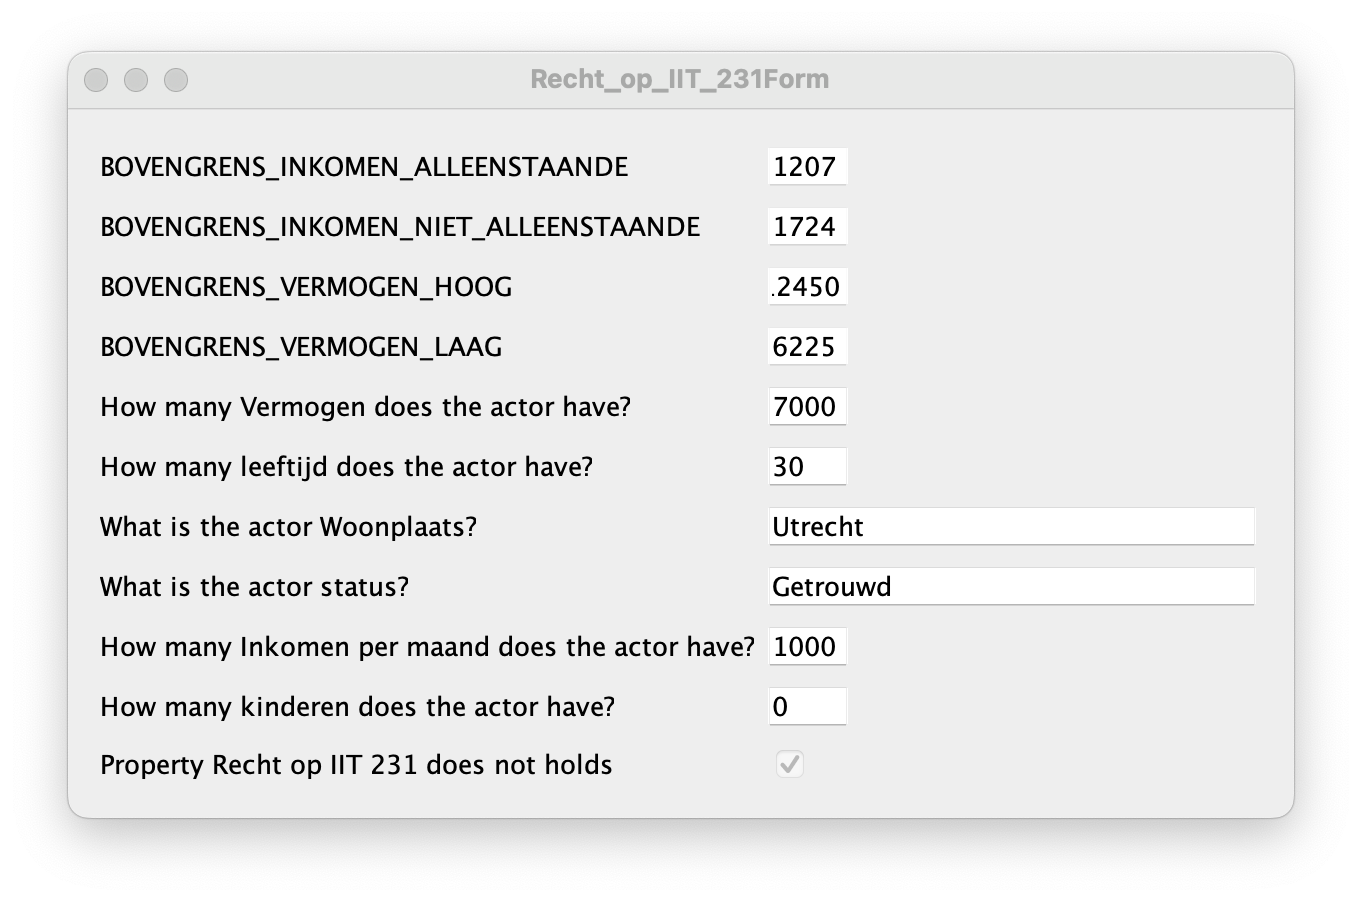 Recht_op_IIT_231Form
BOVENGRENS_INKOMEN_ALLEENSTAANDE 1207
BOVENGRENS_INKOMEN_NIET_ALLEENSTAANDE 1724
BOVENGRENS_VERMOGEN_HOOG .2450
BOVENGRENS_VERMOGEN_LAAG 6225
How many Vermogen does the actor have? 7000
How many leeftijd does the actor have? 30
What is the actor Woonplaats? Utrecht
What is the actor status? Getrouwd
How many Inkomen per maand does the actor have? 1000
How many kinderen does the actor have? 0
Property Recht op IIT 231 does not holds